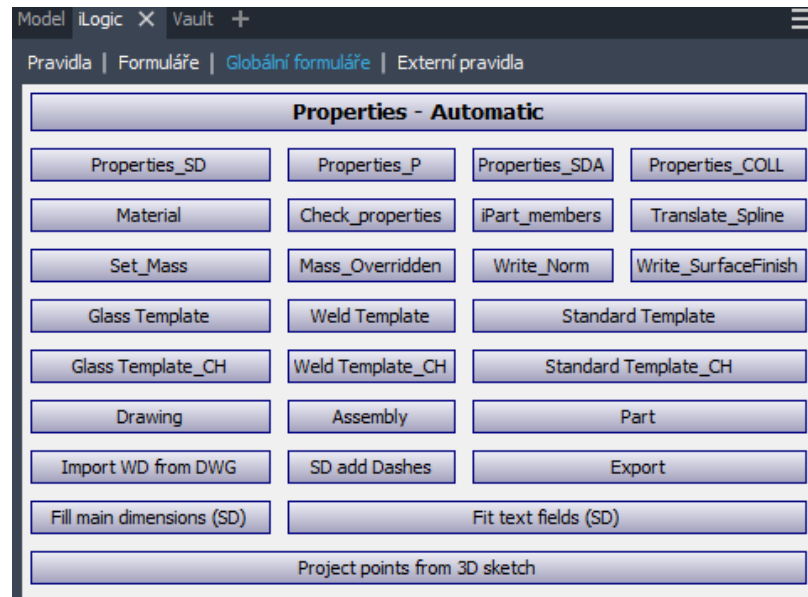 Model iLogic X Vault +
Pravidla | Formuláře | Globální formuláře | Externí pravidla
Properties - Automatic
Properties_SD Properties_P Properties_SDA Properties_COLL
Material Check_properties iPart_members Translate_Spline
Set_Mass Mass_Overridden Write_Norm Write_SurfaceFinish
Glass Template Weld Template Standard Template
Glass Template_CH Weld Template_CH Standard Template_CH
Drawing Assembly Part
Import WD from DWG SD add Dashes Export
Fill main dimensions (SD) Fit text fields (SD)
Project points from 3D sketch